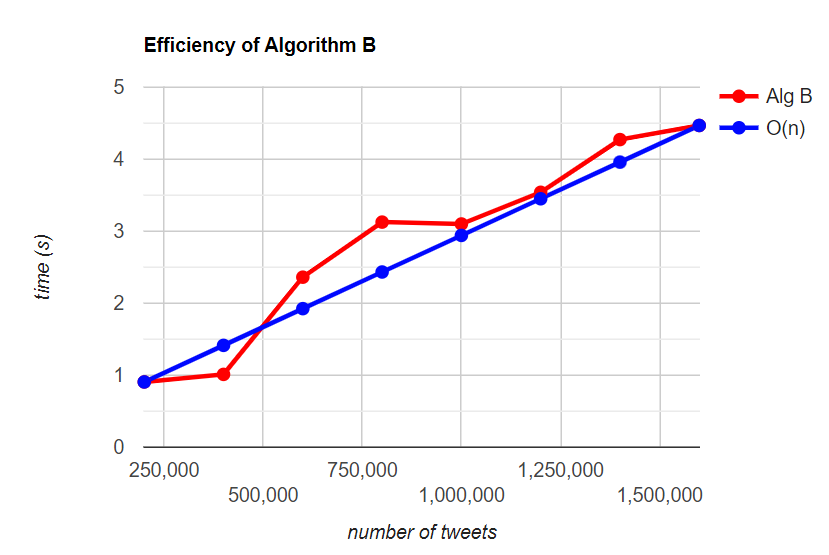 Efficiency of Algorithm B
5
4
3
2
1
0
time (s)
250,000
500,000
750,000
1,000,000
1,250,000
1,500,000
number of tweets
Alg B
O(n)